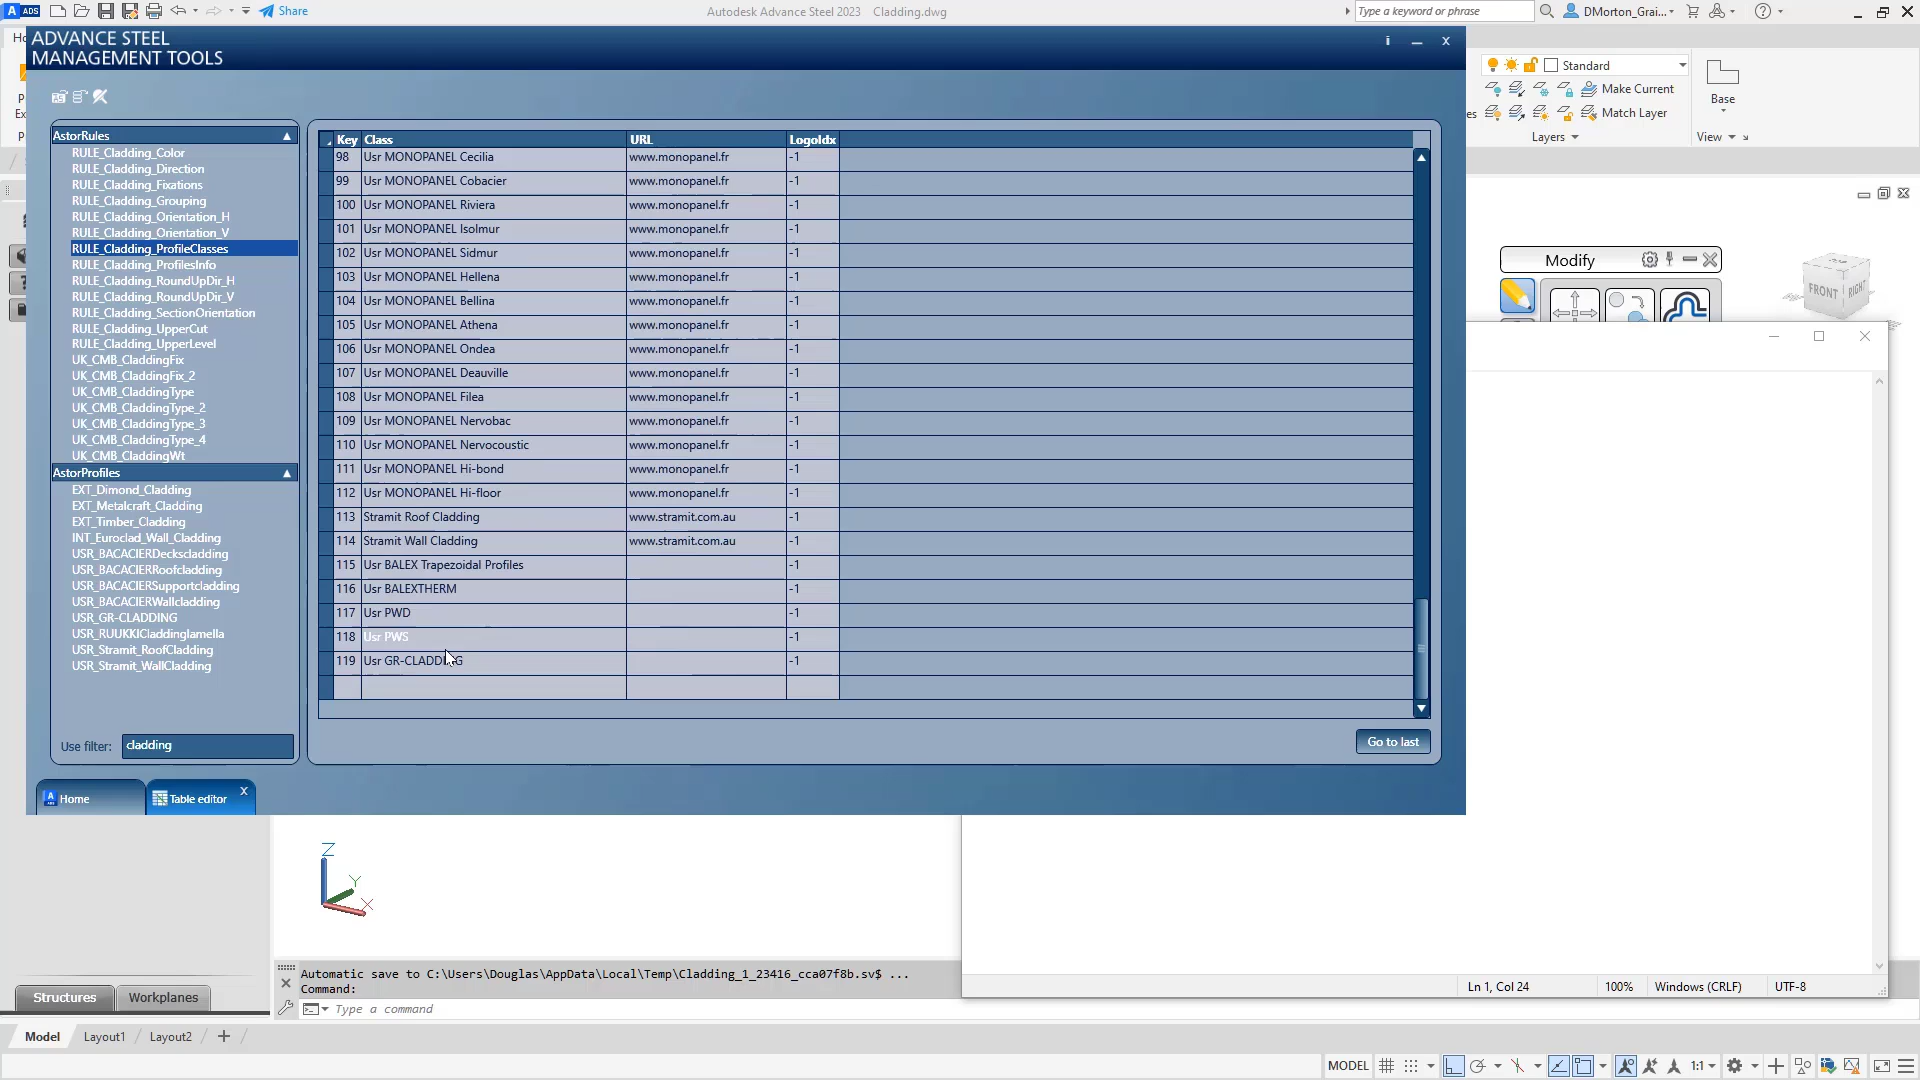 A ADS
Share
Autodesk Advance Steel 2023 Cladding.dwg
Type a keyword or phrase
DMorton_Grai...
ADVANCE STEEL
MANAGEMENT TOOLS
i
x
Standard
Make Current
Match Layer
Layers
Base
View
AstorRules
RULE_Cladding_Color
RULE_Cladding_Direction
RULE_Cladding_Fixations
RULE_Cladding_Grouping
RULE_Cladding_Orientation_H
RULE_Cladding_Orientation_V
RULE_Cladding_ProfileClasses
RULE_Cladding_ProfilesInfo
RULE_Cladding_RoundUpDir_H
RULE_Cladding_RoundUpDir_V
RULE_Cladding_SectionOrientation
RULE_Cladding_UpperCut
RULE_Cladding_UpperLevel
UK_CMB_CladdingFix
UK_CMB_CladdingFix_2
UK_CMB_CladdingType
UK_CMB_CladdingType_2
UK_CMB_CladdingType_3
UK_CMB_CladdingType_4
UK_CMB_CladdingWt
AstorProfiles
EXT_Dimond_Cladding
EXT_Metalcraft_Cladding
EXT_Timber_Cladding
INT_Euroclad_Wall_Cladding
USR_BACACIERDeckscladding
USR_BACACIERRoofcladding
USR_BACACIERSupportcladding
USR_BACACIERWallcladding
USR_GR-CLADDING
USR_RUUKKICladdinglamella
USR_Stramit_RoofCladding
USR_Stramit_WallCladding
Use filter: cladding
Key Class URL LogoIdx
98 Usr MONOPANEL Cecilia www.monopanel.fr -1
99 Usr MONOPANEL Cobacier www.monopanel.fr -1
100 Usr MONOPANEL Riviera www.monopanel.fr -1
101 Usr MONOPANEL Isolmur www.monopanel.fr -1
102 Usr MONOPANEL Sidmur www.monopanel.fr -1
103 Usr MONOPANEL Hellena www.monopanel.fr -1
104 Usr MONOPANEL Bellina www.monopanel.fr -1
105 Usr MONOPANEL Athena www.monopanel.fr -1
106 Usr MONOPANEL Ondea www.monopanel.fr -1
107 Usr MONOPANEL Deauville www.monopanel.fr -1
108 Usr MONOPANEL Filea www.monopanel.fr -1
109 Usr MONOPANEL Nervobac www.monopanel.fr -1
110 Usr MONOPANEL Nervocoustic www.monopanel.fr -1
111 Usr MONOPANEL Hi-bond www.monopanel.fr -1
112 Usr MONOPANEL Hi-floor www.monopanel.fr -1
113 Stramit Roof Cladding www.stramit.com.au -1
114 Stramit Wall Cladding www.stramit.com.au -1
115 Usr BALEX Trapezoidal Profiles -1
116 Usr BALEXTHERM -1
117 Usr PWD -1
118 Usr PWS -1
119 Usr GR-CLADDING -1
Go to last
Home
Table editor x
Modify
FRONT RIGHT
Z
Y
X
Automatic save to C:\Users\Douglas\AppData\Local\Temp\Cladding_1_23416_cca07f8b.sv$ ...
Command:
Type a command
Ln 1, Col 24 100% Windows (CRLF) UTF-8
Structures Workplanes
Model Layout1 Layout2 +
MODEL 1:1